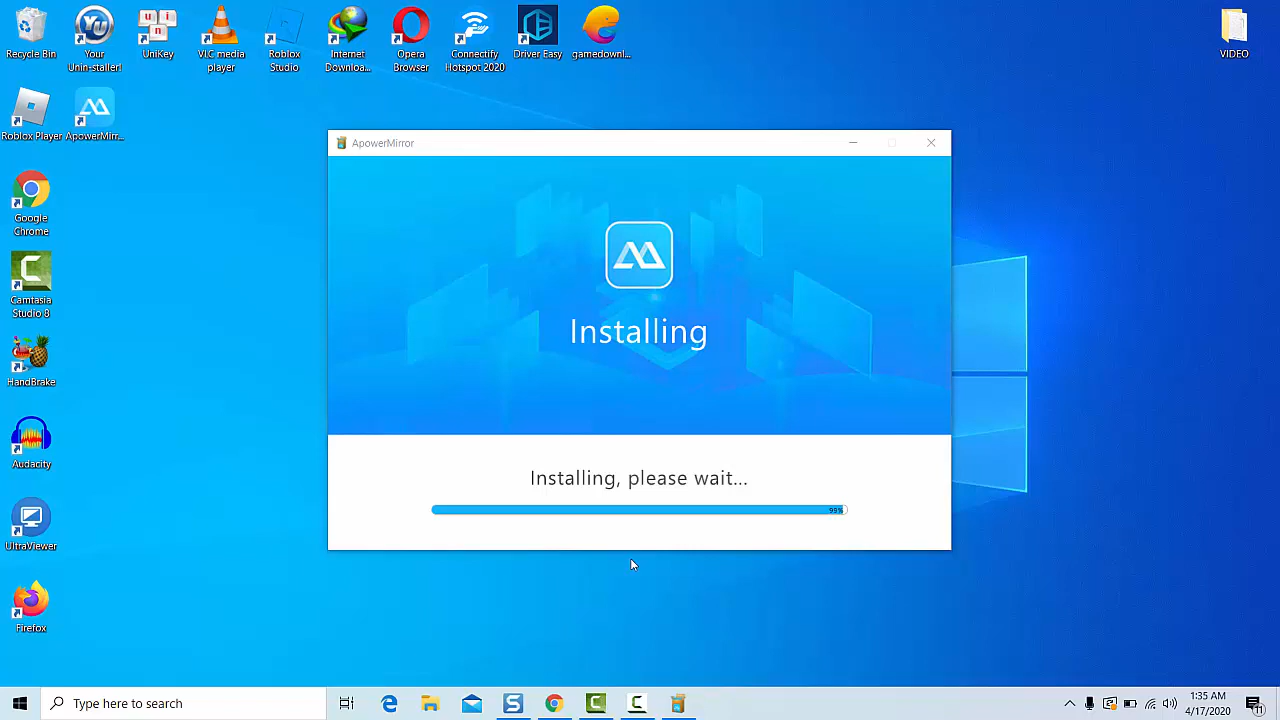 Recycle Bin
Your
Unin-staller!
UniKey
VLC media
player
Roblox
Studio
Internet
Downloa...
Opera
Browser
Connectify
Hotspot 2020
Driver Easy
gamedownl...
VIDEO
Roblox Player
ApowerMirr...
Google
Chrome
Camtasia
Studio 8
HandBrake
Audacity
UltraViewer
Firefox
ApowerMirror
Installing
Installing, please wait...
99%
Type here to search
1:35 AM
4/17/2020